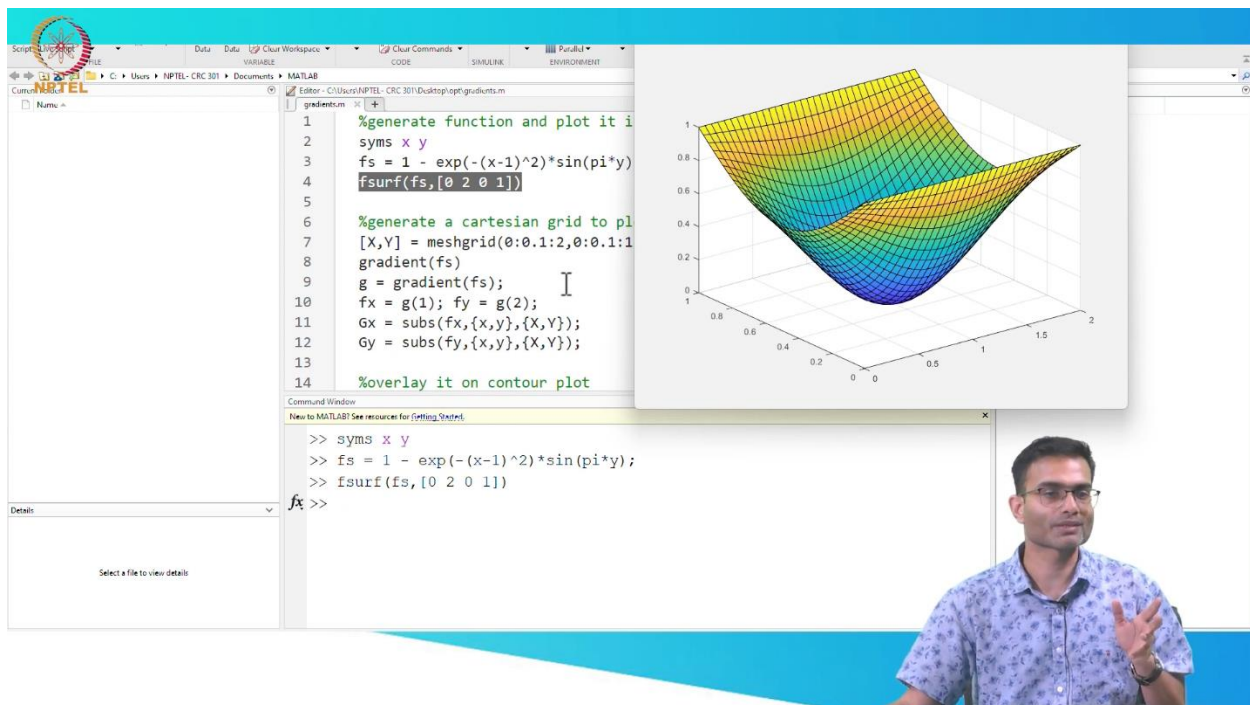 NPTEL
Script
Live Script
FILE
Data
Data
Clear Workspace
VARIABLE
Clear Commands
CODE
SIMULINK
Parallel
ENVIRONMENT
C: ▸ Users ▸ NPTEL- CRC 301 ▸ Documents ▸ MATLAB
Name
Editor - C:\Users\NPTEL- CRC 301\Desktop\opt\gradients.m
gradients.m
1 %generate function and plot it i
2 syms x y
3 fs = 1 - exp(-(x-1)^2)*sin(pi*y)
4 fsurf(fs,[0 2 0 1])
5
6 %generate a cartesian grid to pl
7 [X,Y] = meshgrid(0:0.1:2,0:0.1:1
8 gradient(fs)
9 g = gradient(fs);
10 fx = g(1); fy = g(2);
11 Gx = subs(fx,{x,y},{X,Y});
12 Gy = subs(fy,{x,y},{X,Y});
13
14 %overlay it on contour plot
1
0.8
0.6
0.4
0.2
0
1
0.8
0.6
0.4
0.2
0
0
0.5
1
1.5
2
Command Window
New to MATLAB? See resources for Getting Started.
>> syms x y
>> fs = 1 - exp(-(x-1)^2)*sin(pi*y);
>> fsurf(fs,[0 2 0 1])
fx >>
Details
Select a file to view details